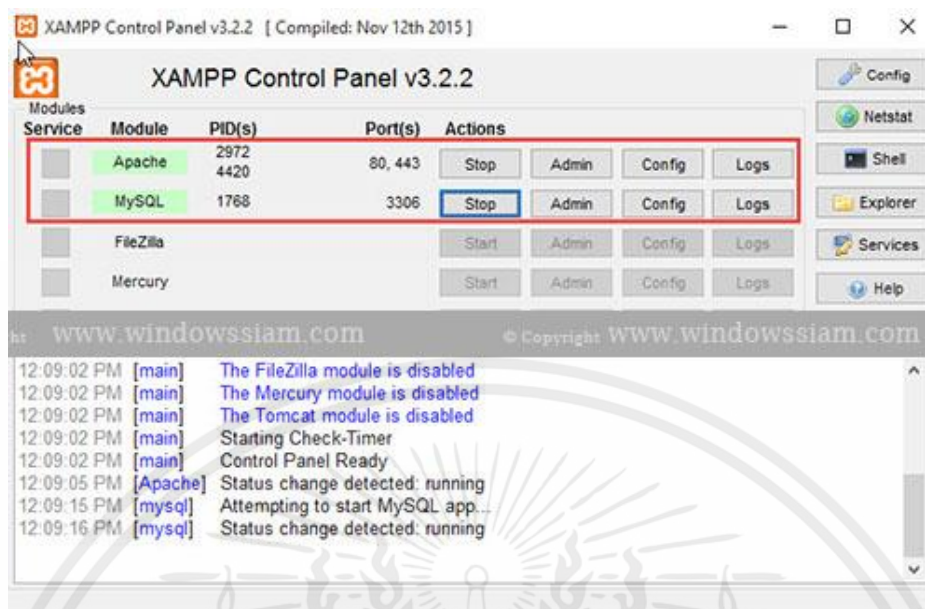 XAMPP Control Panel v3.2.2 [ Compiled: Nov 12th 2015 ]
XAMPP Control Panel v3.2.2
Config
Modules
Service Module PID(s) Port(s) Actions
Netstat
Apache 2972 4420 80, 443 Stop Admin Config Logs
Shell
MySQL 1768 3306 Stop Admin Config Logs
Explorer
FileZilla Start Admin Config Logs
Services
Mercury Start Admin Config Logs
Help
ht www.windowssiam.com © Copyright www.windowssiam.com
12:09:02 PM [main] The FileZilla module is disabled
12:09:02 PM [main] The Mercury module is disabled
12:09:02 PM [main] The Tomcat module is disabled
12:09:02 PM [main] Starting Check-Timer
12:09:02 PM [main] Control Panel Ready
12:09:05 PM [Apache] Status change detected: running
12:09:15 PM [mysql] Attempting to start MySQL app...
12:09:16 PM [mysql] Status change detected: running